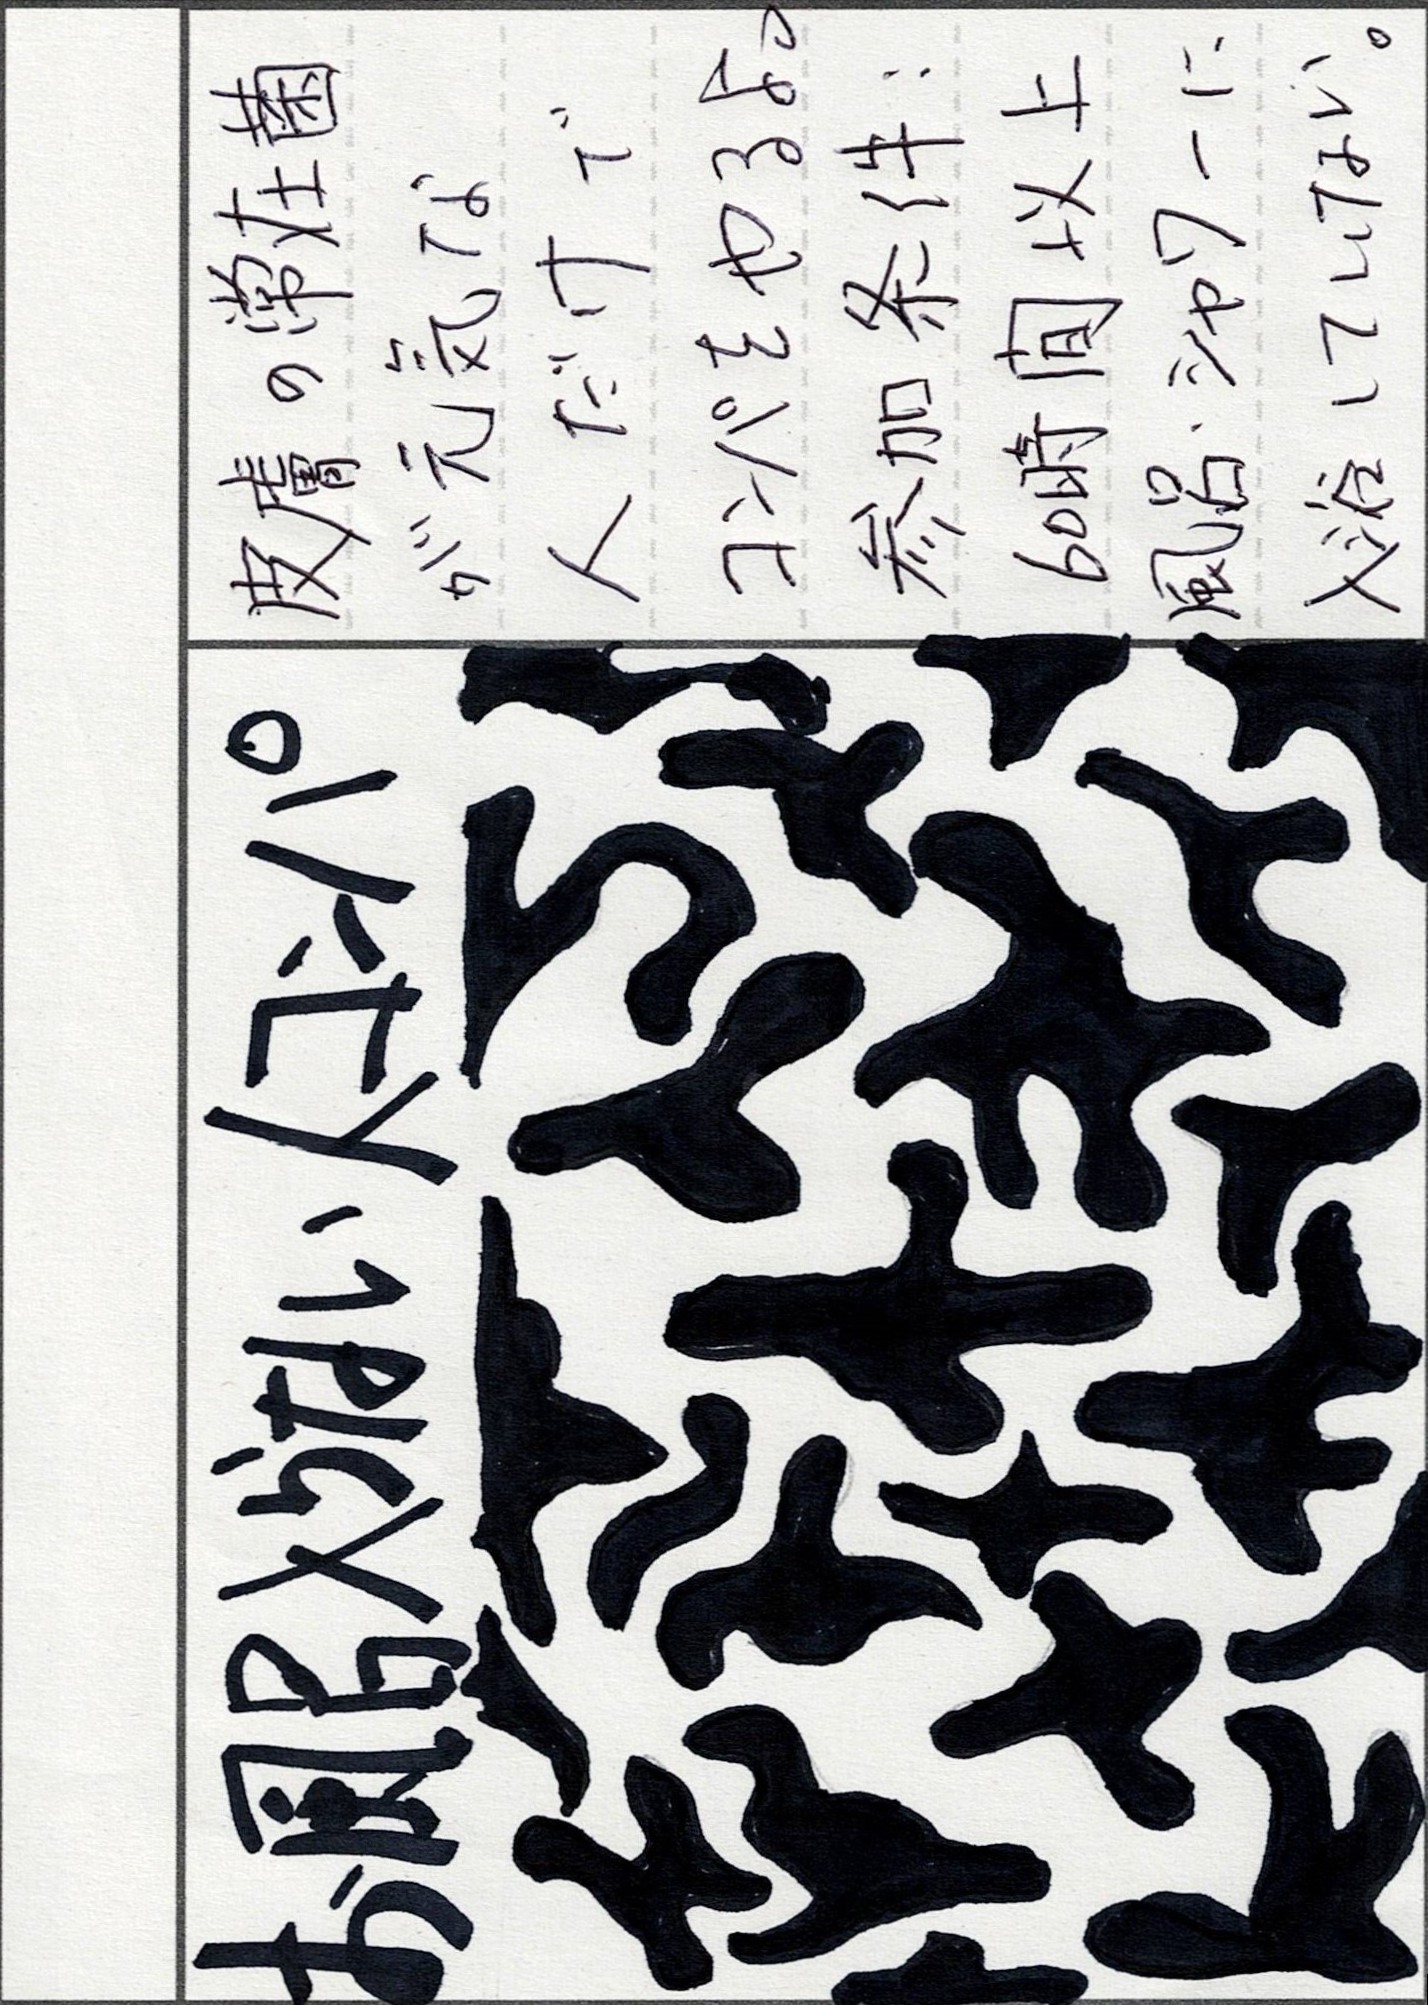 お風呂入らない人コンパ
皮膚の常在菌
が元気な
人だけで
コンパをやるよ。
参加条件:
60時間以上
風呂・シャワーに
入浴していない。